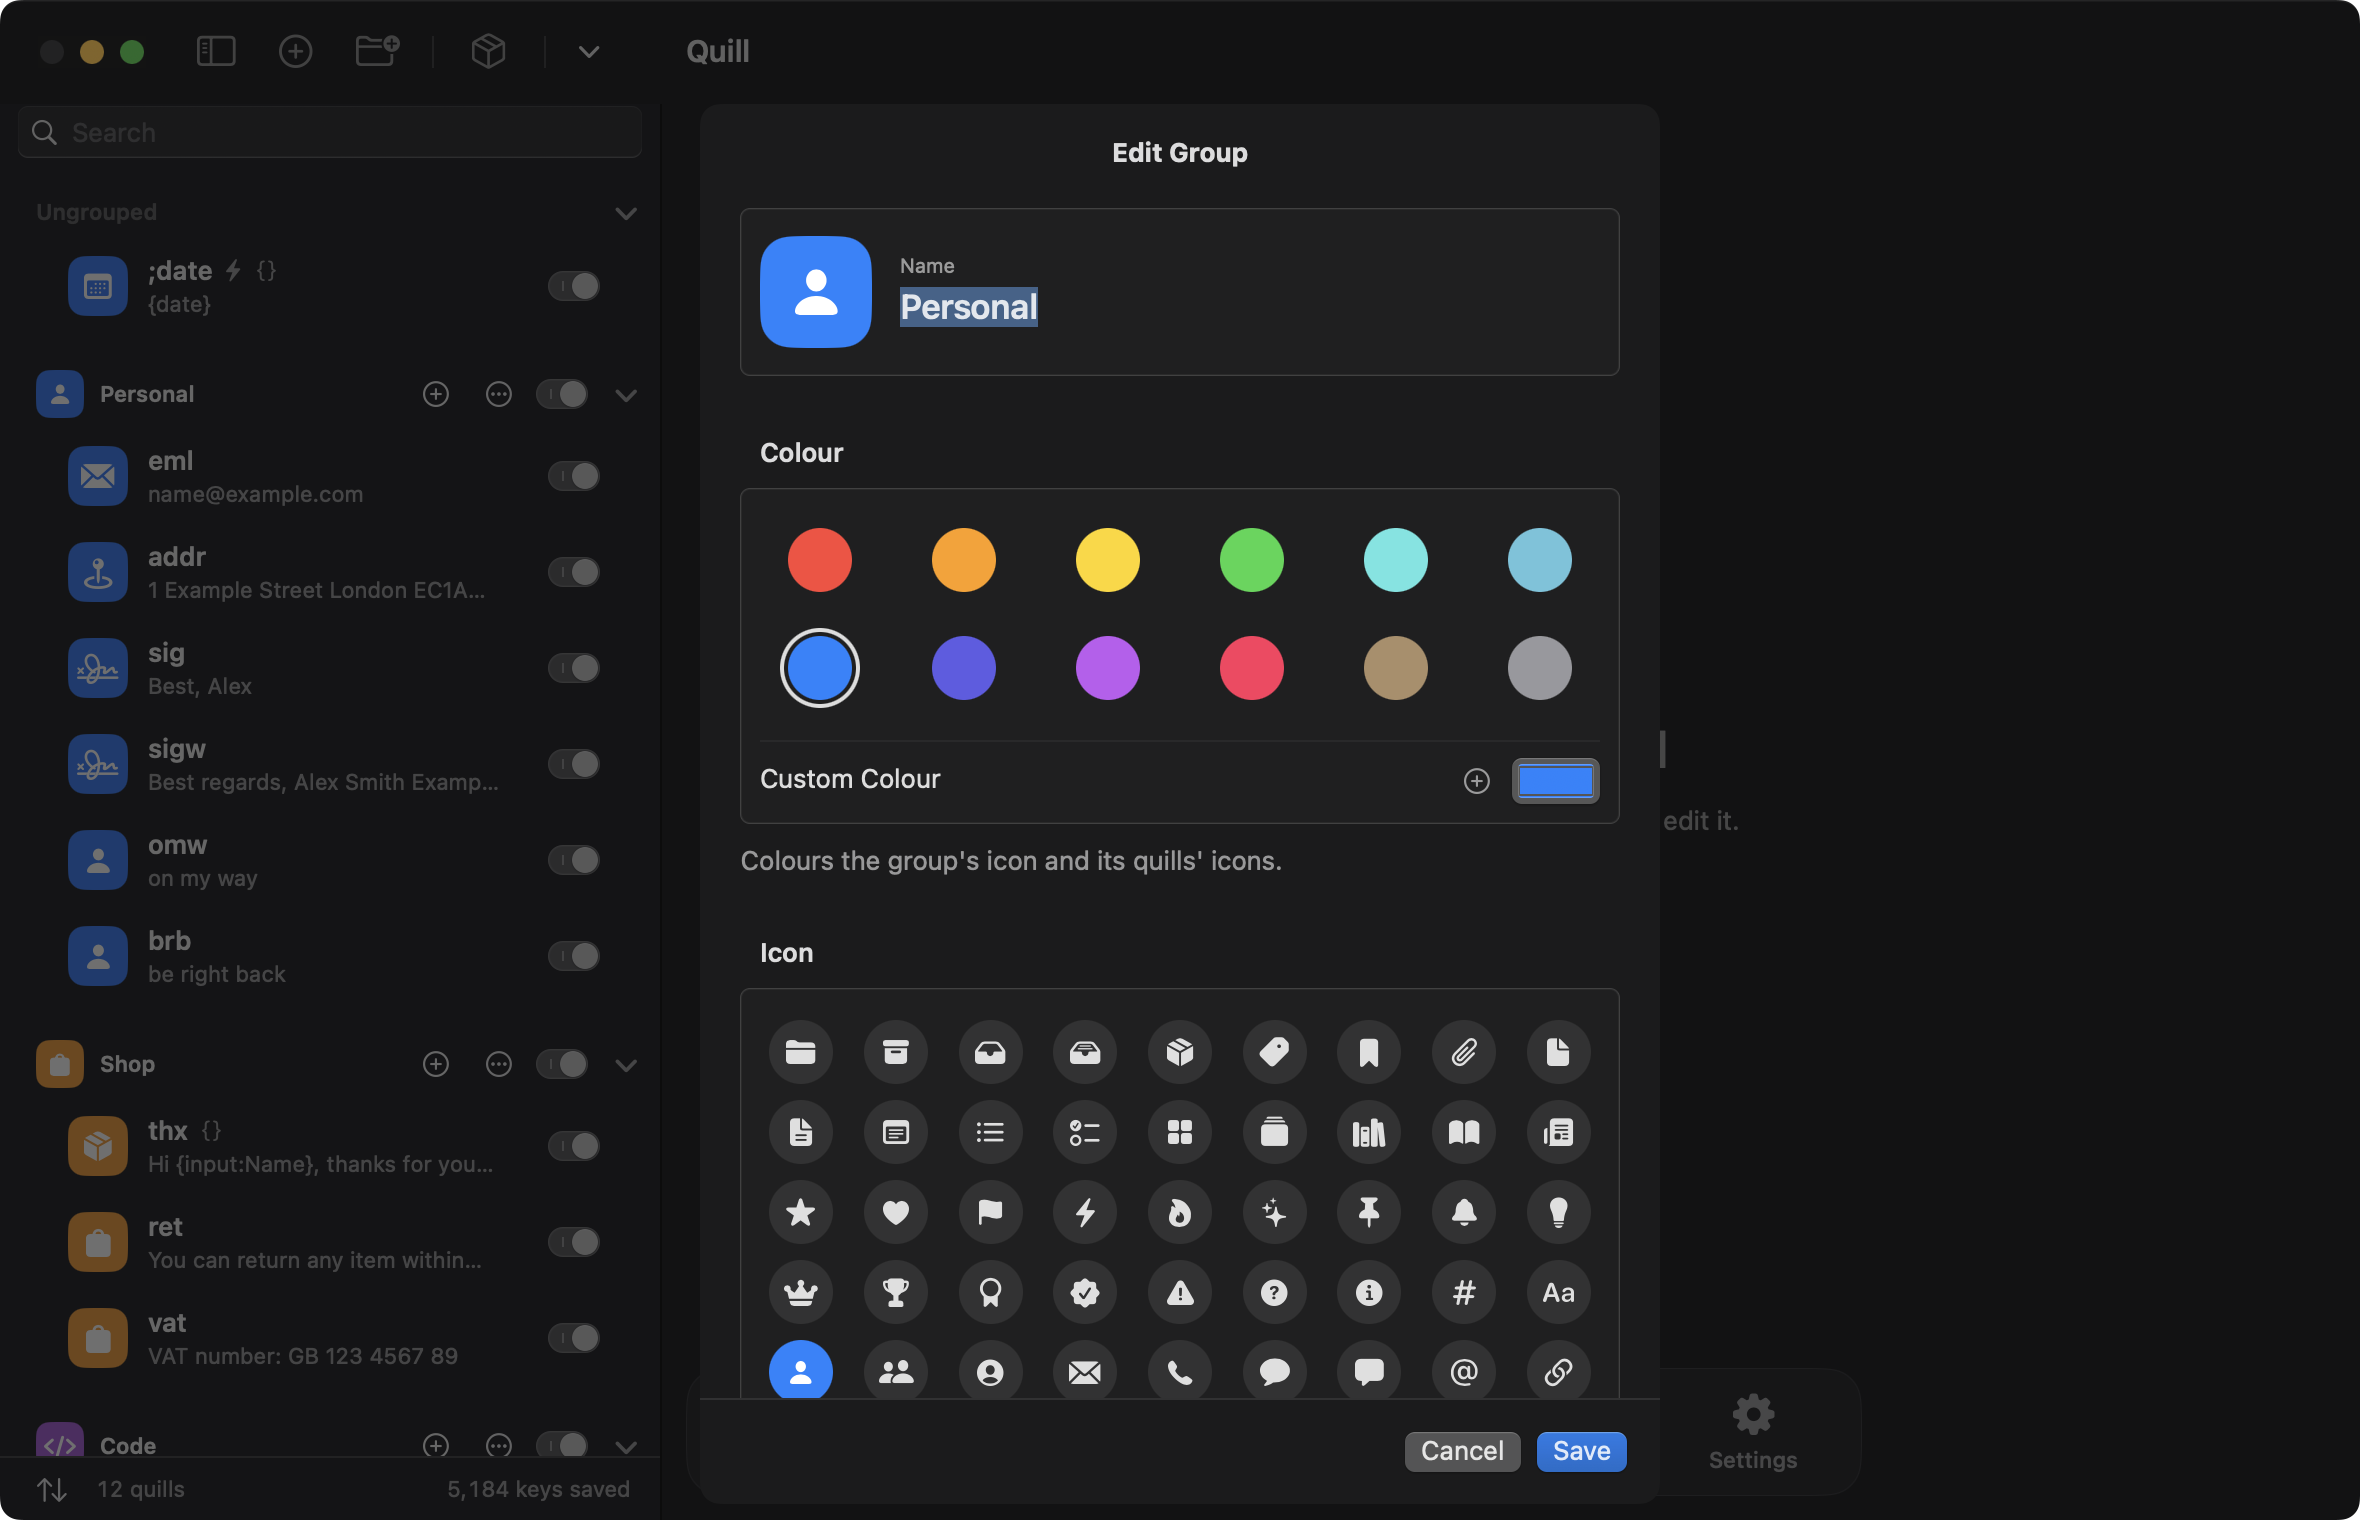 Quill
Search
Ungrouped
;date {}
{date}
Personal
eml
name@example.com
addr
1 Example Street London EC1A...
sig
Best, Alex
sigw
Best regards, Alex Smith Examp...
omw
on my way
brb
be right back
Shop
thx {}
Hi {input:Name}, thanks for you...
ret
You can return any item within...
vat
VAT number: GB 123 4567 89
</> Code
12 quills
5,184 keys saved
Edit Group
Name
Personal
Colour
Custom Colour
Colours the group's icon and its quills' icons.
Icon
# Aa
@
Cancel
Save
edit it.
Settings